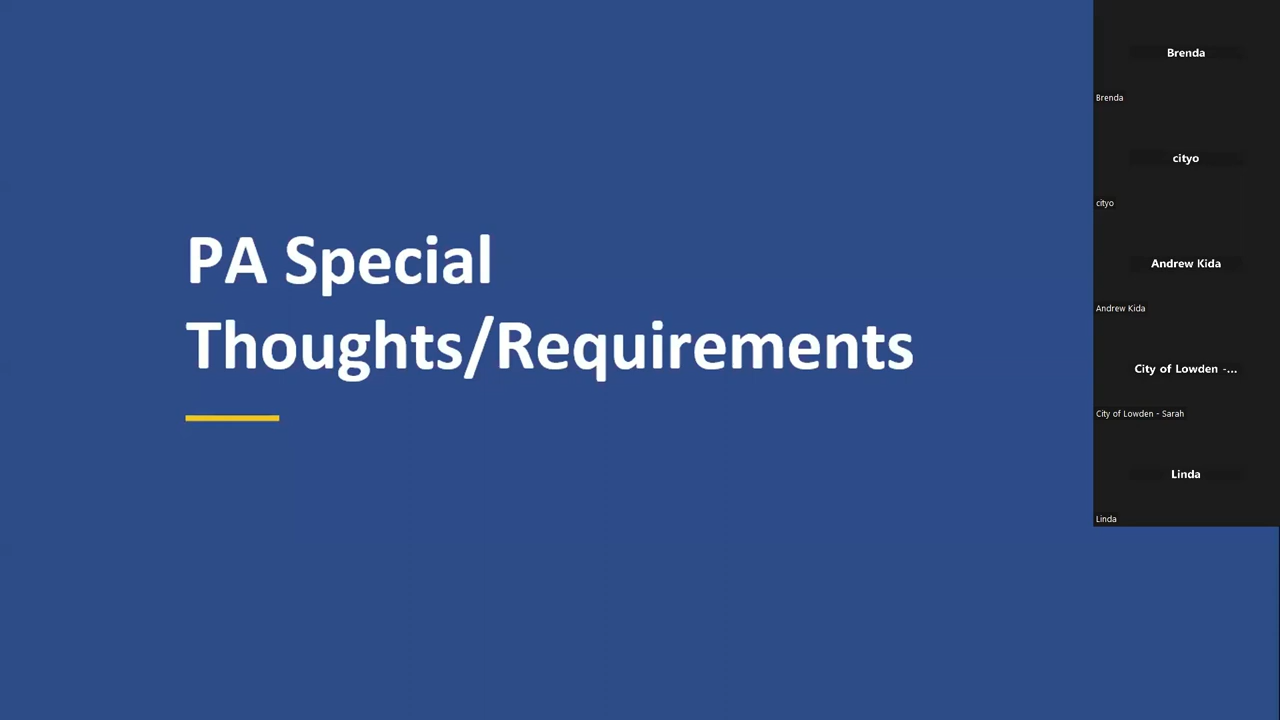 PA Special
Thoughts/Requirements
Brenda
Brenda
cityo
cityo
Andrew Kida
Andrew Kida
City of Lowden -...
City of Lowden - Sarah
Linda
Linda